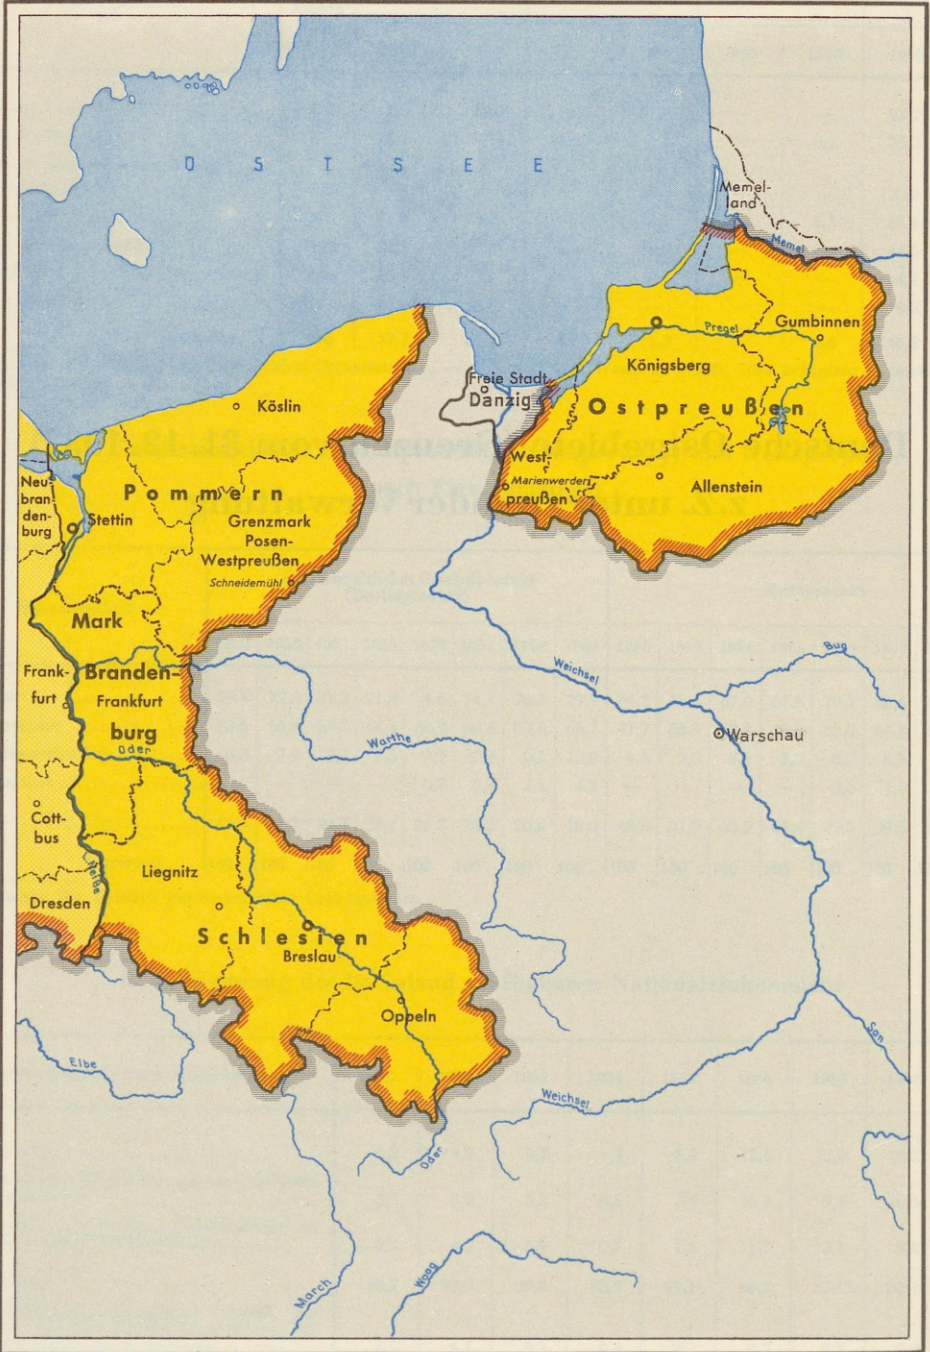 OSTSEE
Memel-
land
Memel
Gumbinnen
Pregel
Königsberg
Ostpreußen
Freie Stadt
Danzig
Köslin
West-
Marienwerder
preußen
Allenstein
Neu
bran
den-
burg
Pommern
Stettin
Grenzmark
Posen-
Westpreußen
Schneidemühl
Mark
Branden-
Frank-
furt
Frankfurt
burg
Oder
Weichsel
Bug
Warthe
Warschau
Cott-
bus
Neiße
Liegnitz
Dresden
Schlesien
Breslau
Oppeln
Elbe
San
Weichsel
Oder
March
Waag